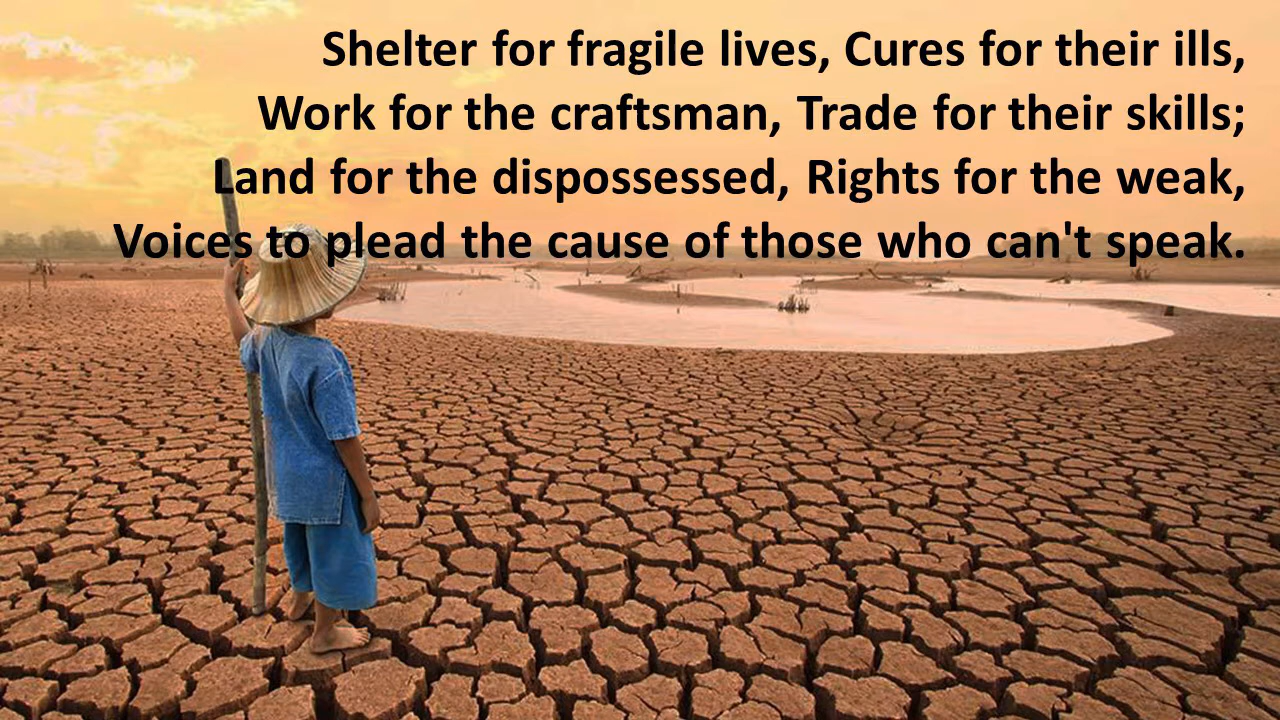 Shelter for fragile lives, Cures for their ills,
Work for the craftsman, Trade for their skills;
Land for the dispossessed, Rights for the weak,
Voices to plead the cause of those who can't speak.